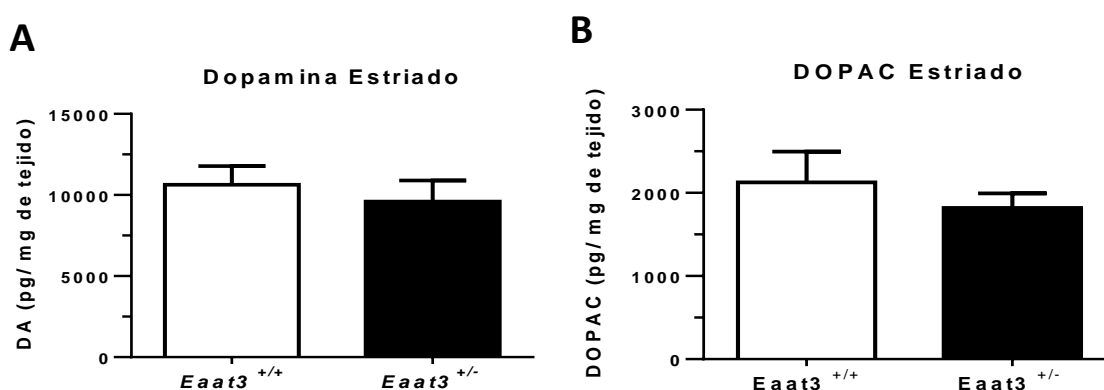 A
Dopamina Estriado
DA (pg/mg de tejido)
15000
10000
5000
0
Eaat3 +/+
Eaat3 +/-
B
DOPAC Estriado
DOPAC (pg/mg de tejido)
3000
2000
1000
0
Eaat3 +/+
Eaat3 +/-